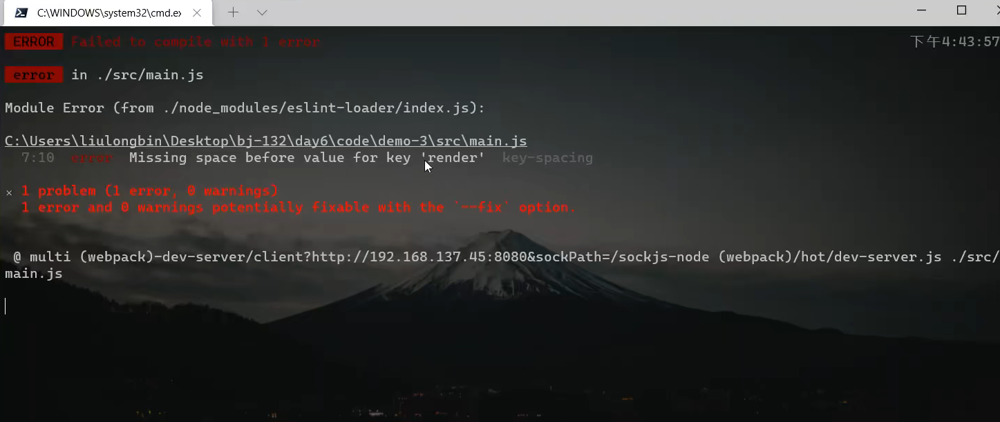 C:\WINDOWS\system32\cmd.ex
ERROR Failed to compile with 1 error 下午4:43:57
error in ./src/main.js
Module Error (from ./node_modules/eslint-loader/index.js):
C:\Users\liulongbin\Desktop\bj-132\day6\code\demo-3\src\main.js
7:10 error Missing space before value for key 'render' key-spacing
× 1 problem (1 error, 0 warnings)
1 error and 0 warnings potentially fixable with the `--fix` option.
@ multi (webpack)-dev-server/client?http://192.168.137.45:8080&sockPath=/sockjs-node (webpack)/hot/dev-server.js ./src/
main.js